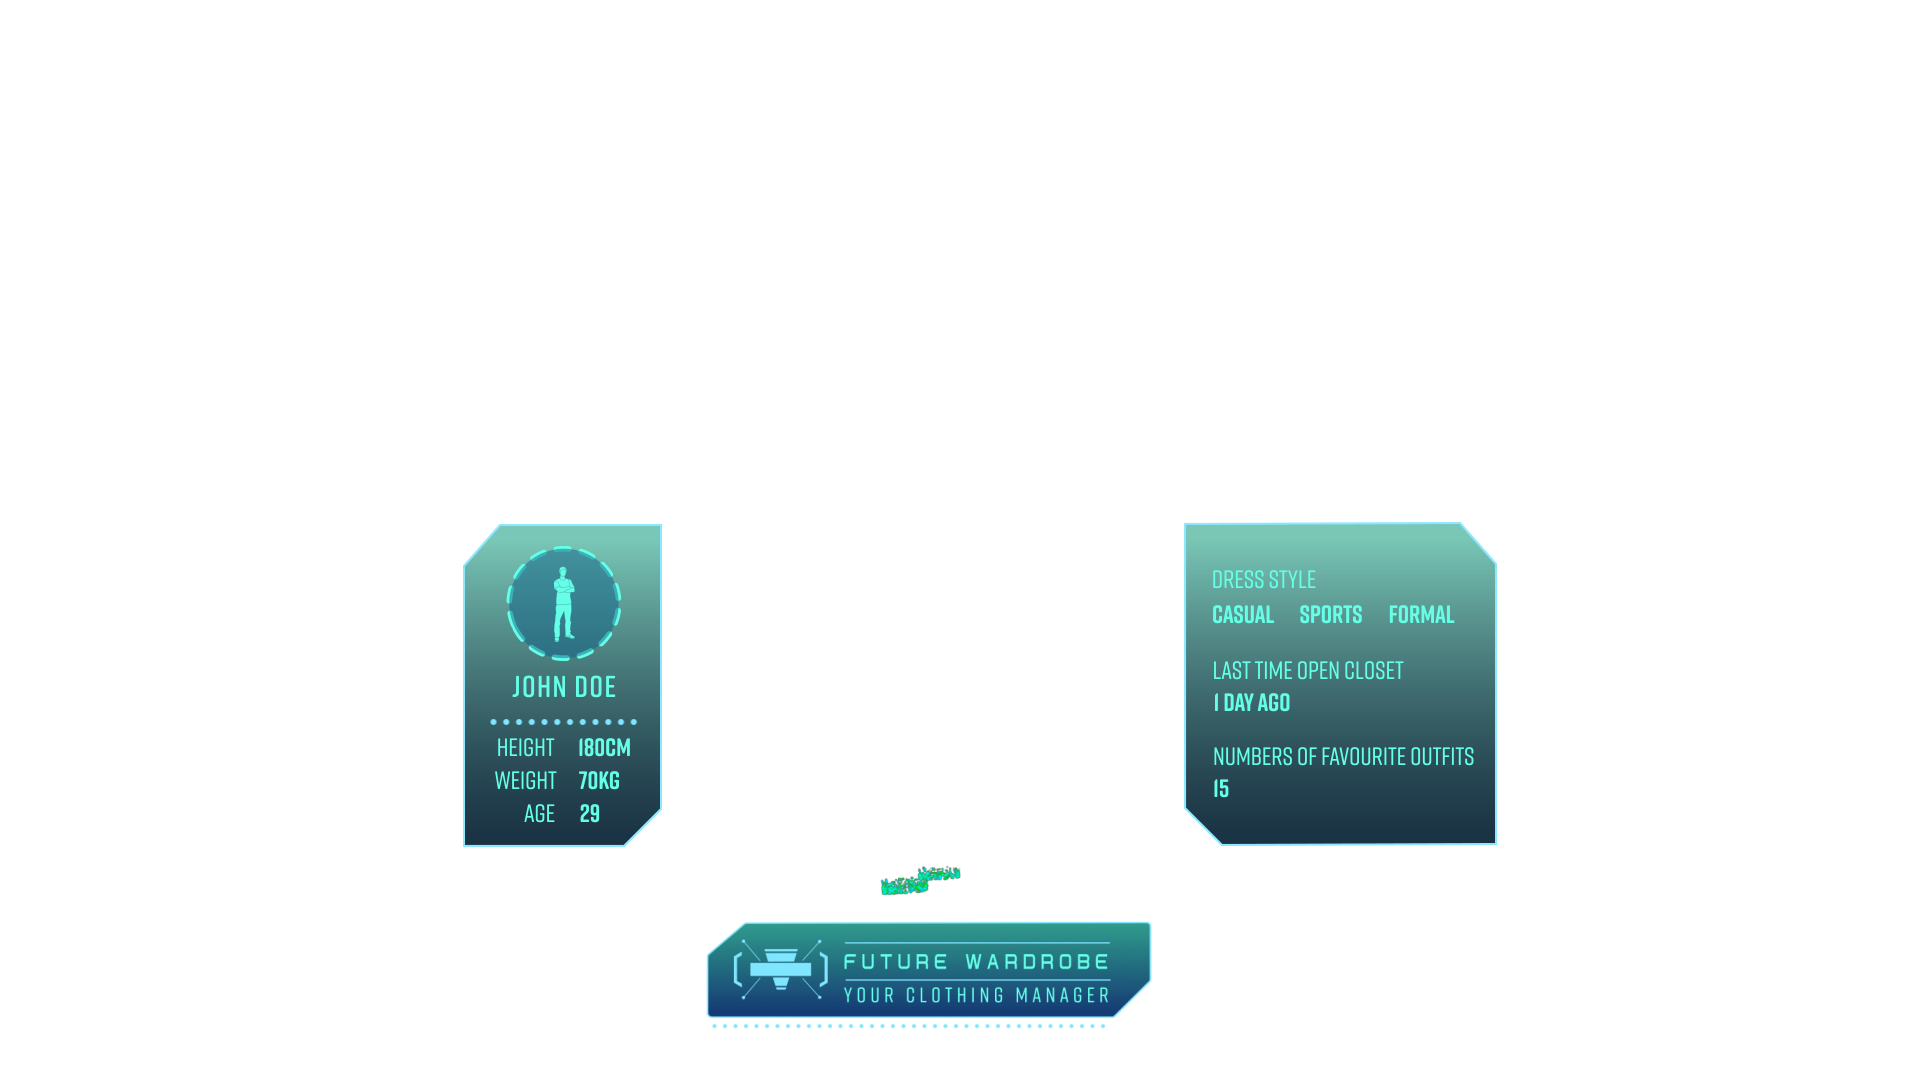 JOHN DOE
HEIGHT 180CM
WEIGHT 70KG
AGE 29
DRESS STYLE
CASUAL SPORTS FORMAL
LAST TIME OPEN CLOSET
1 DAY AGO
NUMBERS OF FAVOURITE OUTFITS
15
FUTURE WARDROBE
YOUR CLOTHING MANAGER